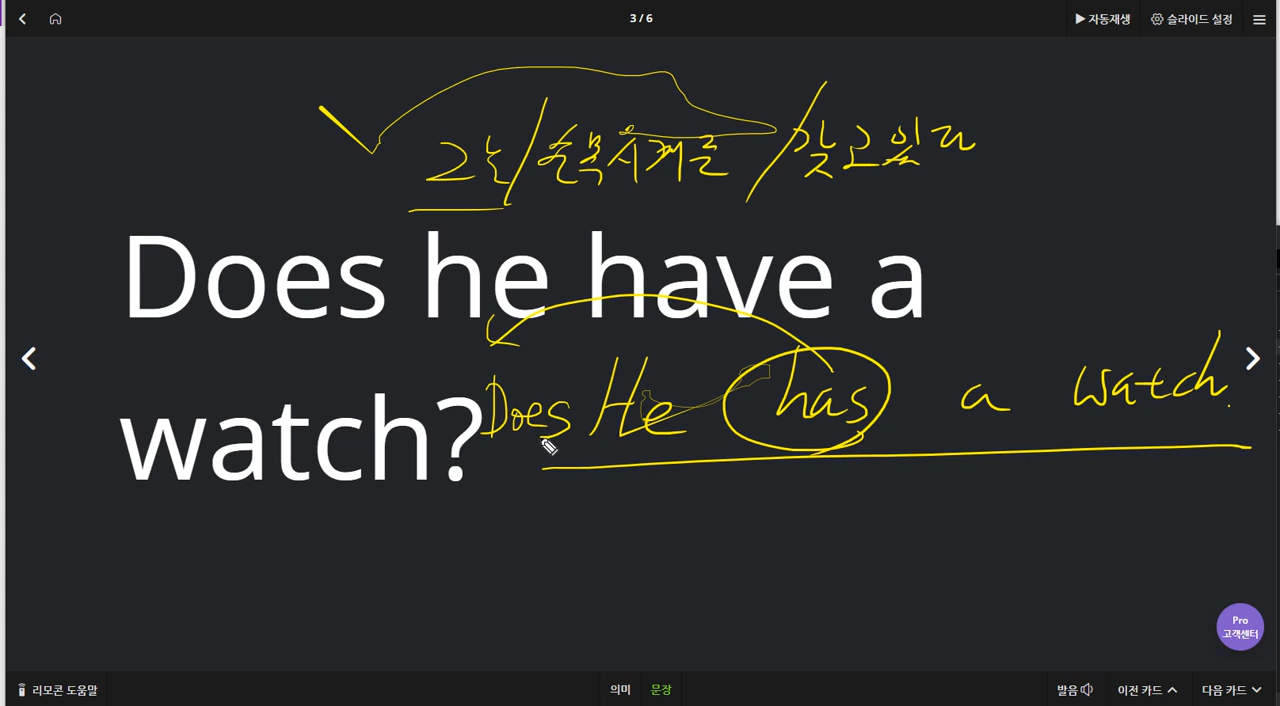 3 / 6
▶ 자동재생
슬라이드 설정
그는 / 손목시계를 / 갖고 있다
Does he have a
watch?
Does He has a watch.
Pro
고객센터
리모콘 도움말
의미
문장
발음
이전 카드
다음 카드